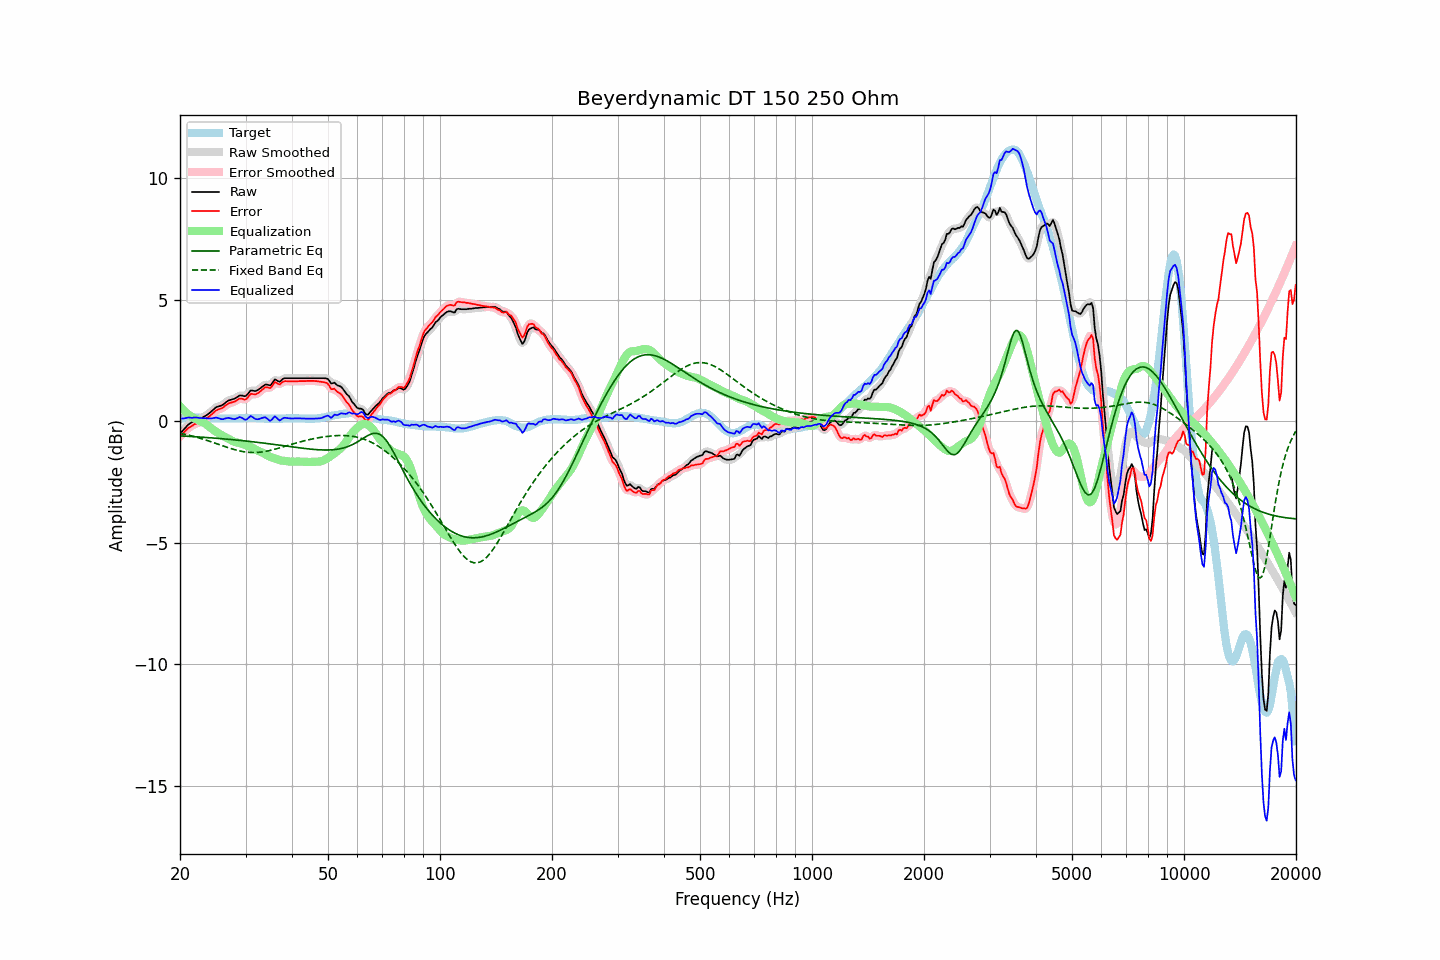 Beyerdynamic DT 150 250 Ohm
Target
Raw Smoothed
Error Smoothed
Raw
Error
Equalization
Parametric Eq
Fixed Band Eq
Equalized
Amplitude (dBr)
10
5
0
−5
−10
−15
20 50 100 200 500 1000 2000 5000 10000 20000
Frequency (Hz)